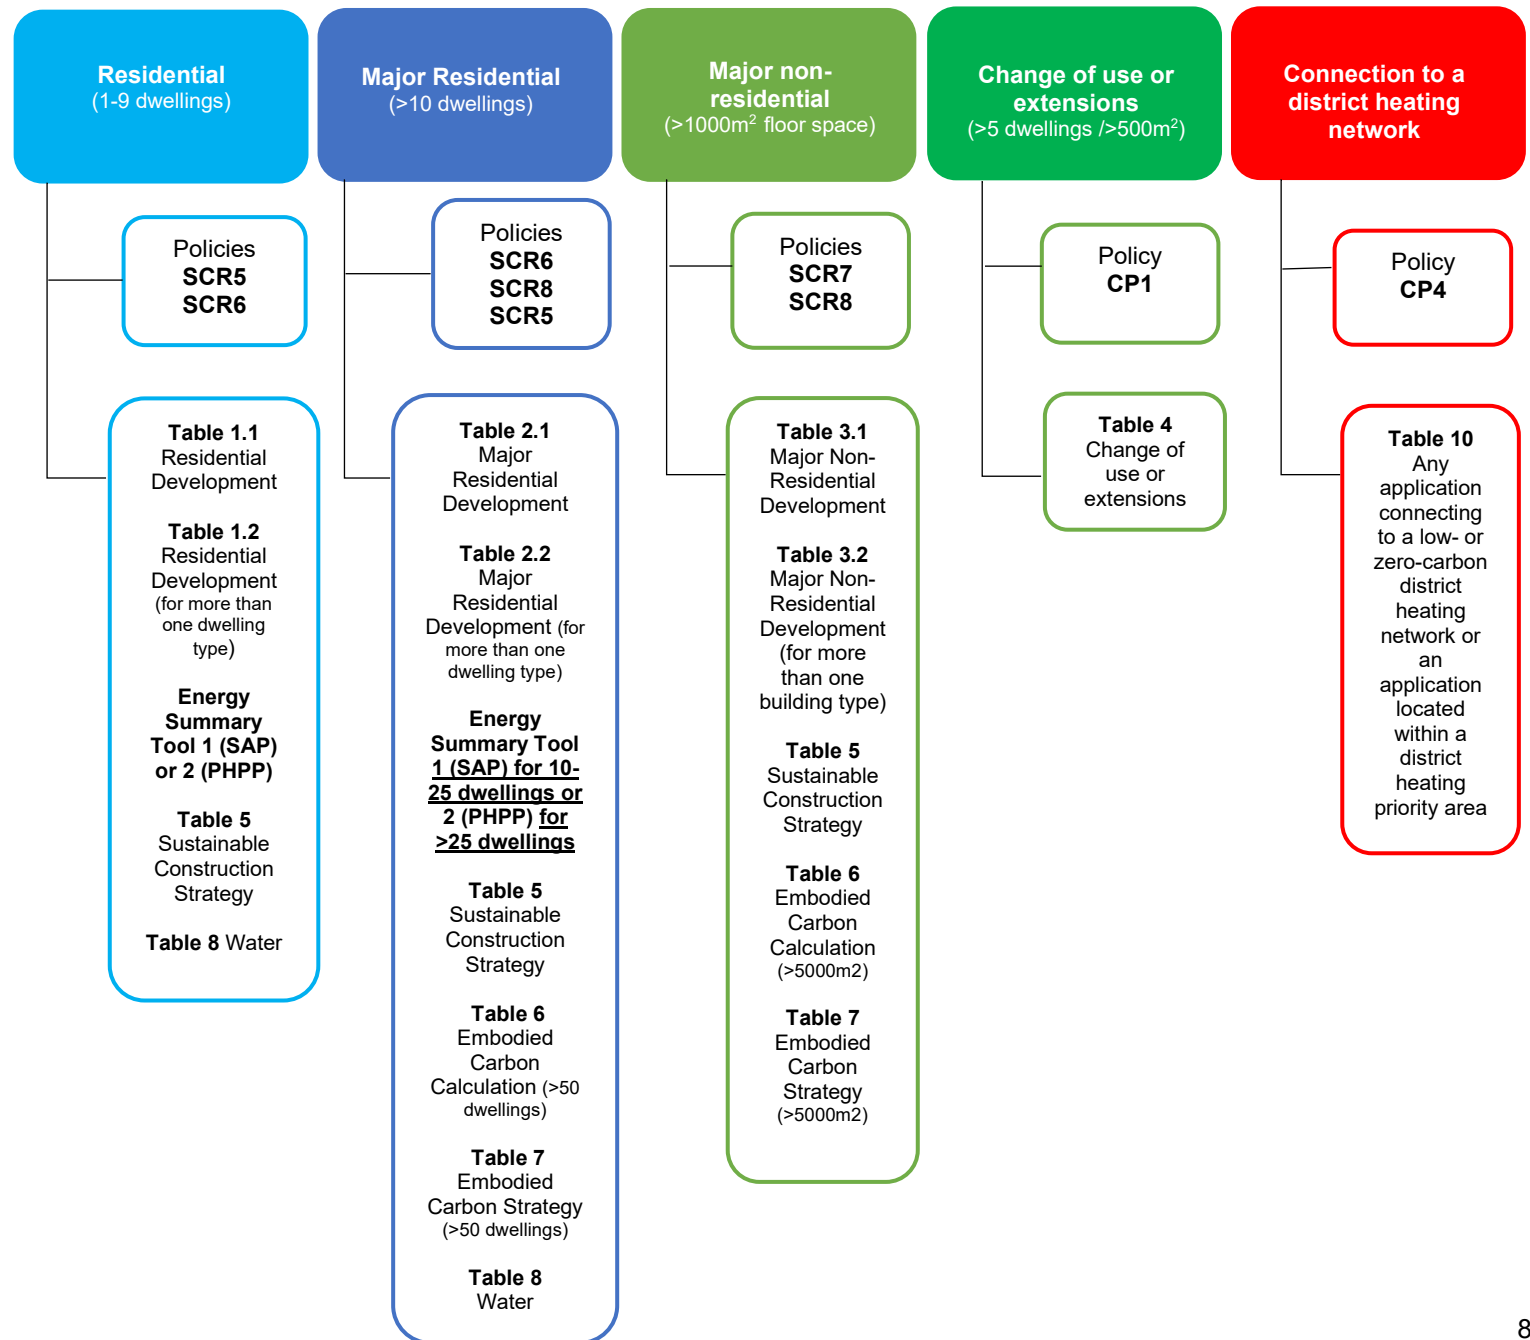 Residential
(1-9 dwellings)
Major Residential
(>10 dwellings)
Major non-
residential
(>1000m² floor space)
Change of use or
extensions
(>5 dwellings />500m²)
Connection to a
district heating
network
Policies
SCR5
SCR6
Policies
SCR6
SCR8
SCR5
Policies
SCR7
SCR8
Policy
CP1
Policy
CP4
Table 1.1
Residential
Development
Table 1.2
Residential
Development
(for more than
one dwelling
type)
Energy
Summary
Tool 1 (SAP)
or 2 (PHPP)
Table 5
Sustainable
Construction
Strategy
Table 8 Water
Table 2.1
Major
Residential
Development
Table 2.2
Major
Residential
Development (for
more than one
dwelling type)
Energy
Summary Tool
1 (SAP) for 10-
25 dwellings or
2 (PHPP) for
>25 dwellings
Table 5
Sustainable
Construction
Strategy
Table 6
Embodied
Carbon
Calculation (>50
dwellings)
Table 7
Embodied
Carbon Strategy
(>50 dwellings)
Table 8
Water
Table 3.1
Major Non-
Residential
Development
Table 3.2
Major Non-
Residential
Development
(for more
than one
building type)
Table 5
Sustainable
Construction
Strategy
Table 6
Embodied
Carbon
Calculation
(>5000m2)
Table 7
Embodied
Carbon
Strategy
(>5000m2)
Table 4
Change of
use or
extensions
Table 10
Any
application
connecting
to a low- or
zero-carbon
district
heating
network or
an
application
located
within a
district
heating
priority area
8